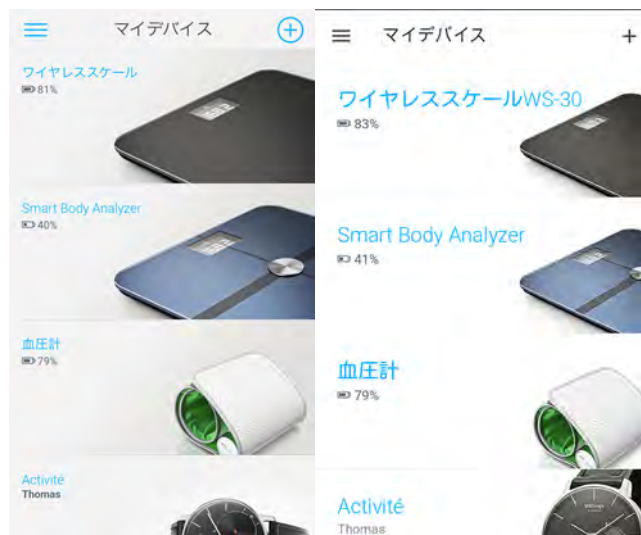 マイデバイス
ワイヤレススケール
81%
Smart Body Analyzer
40%
血圧計
79%
Activité
Thomas
マイデバイス
ワイヤレススケールWS-30
83%
Smart Body Analyzer
41%
血圧計
79%
Activité
Thomas